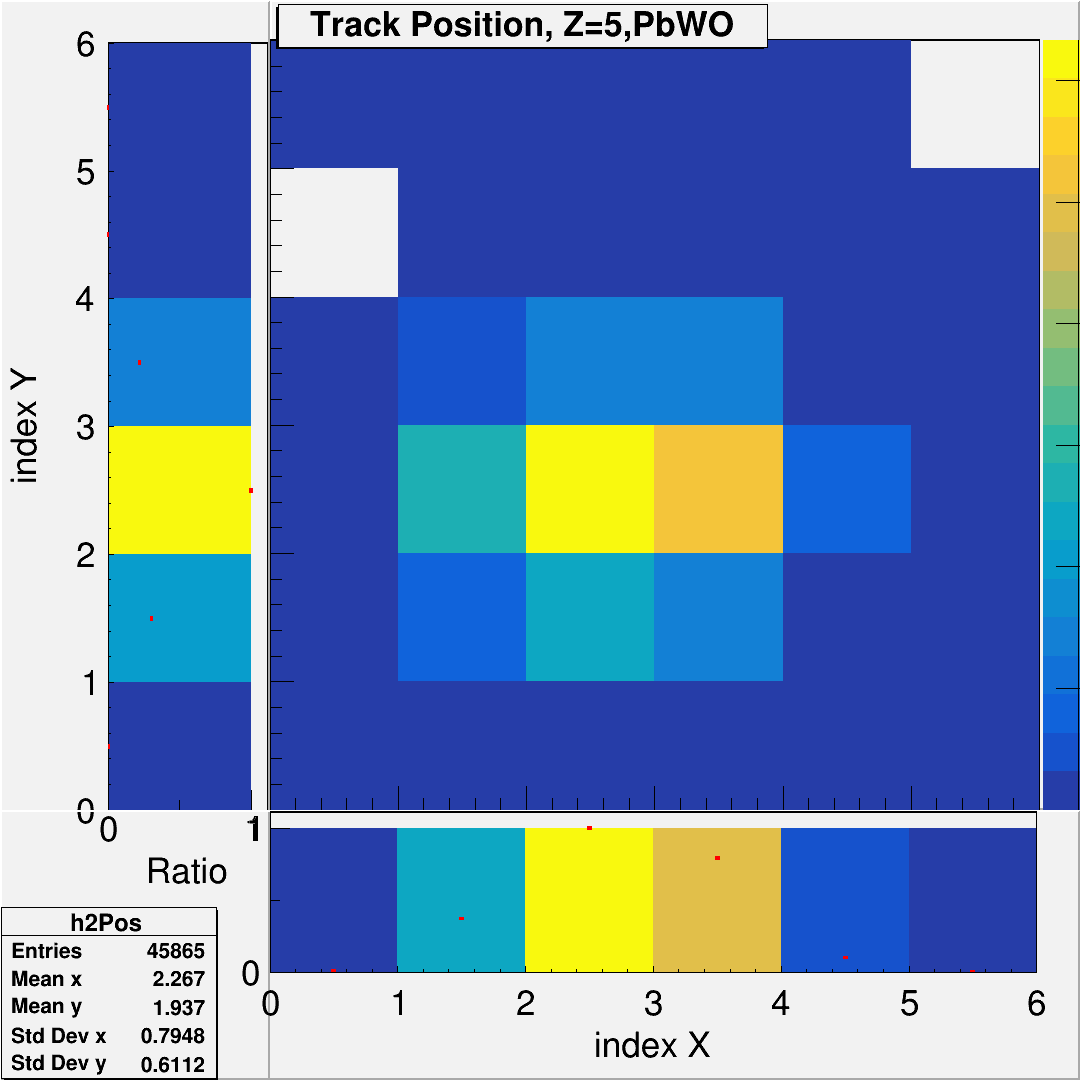 Track Position, Z=5,PbWO
6
5
4
3
2
1
0
index Y
0 1
Ratio
1
0
0 1 2 3 4 5 6
index X
h2Pos
Entries 45865
Mean x 2.267
Mean y 1.937
Std Dev x 0.7948
Std Dev y 0.6112